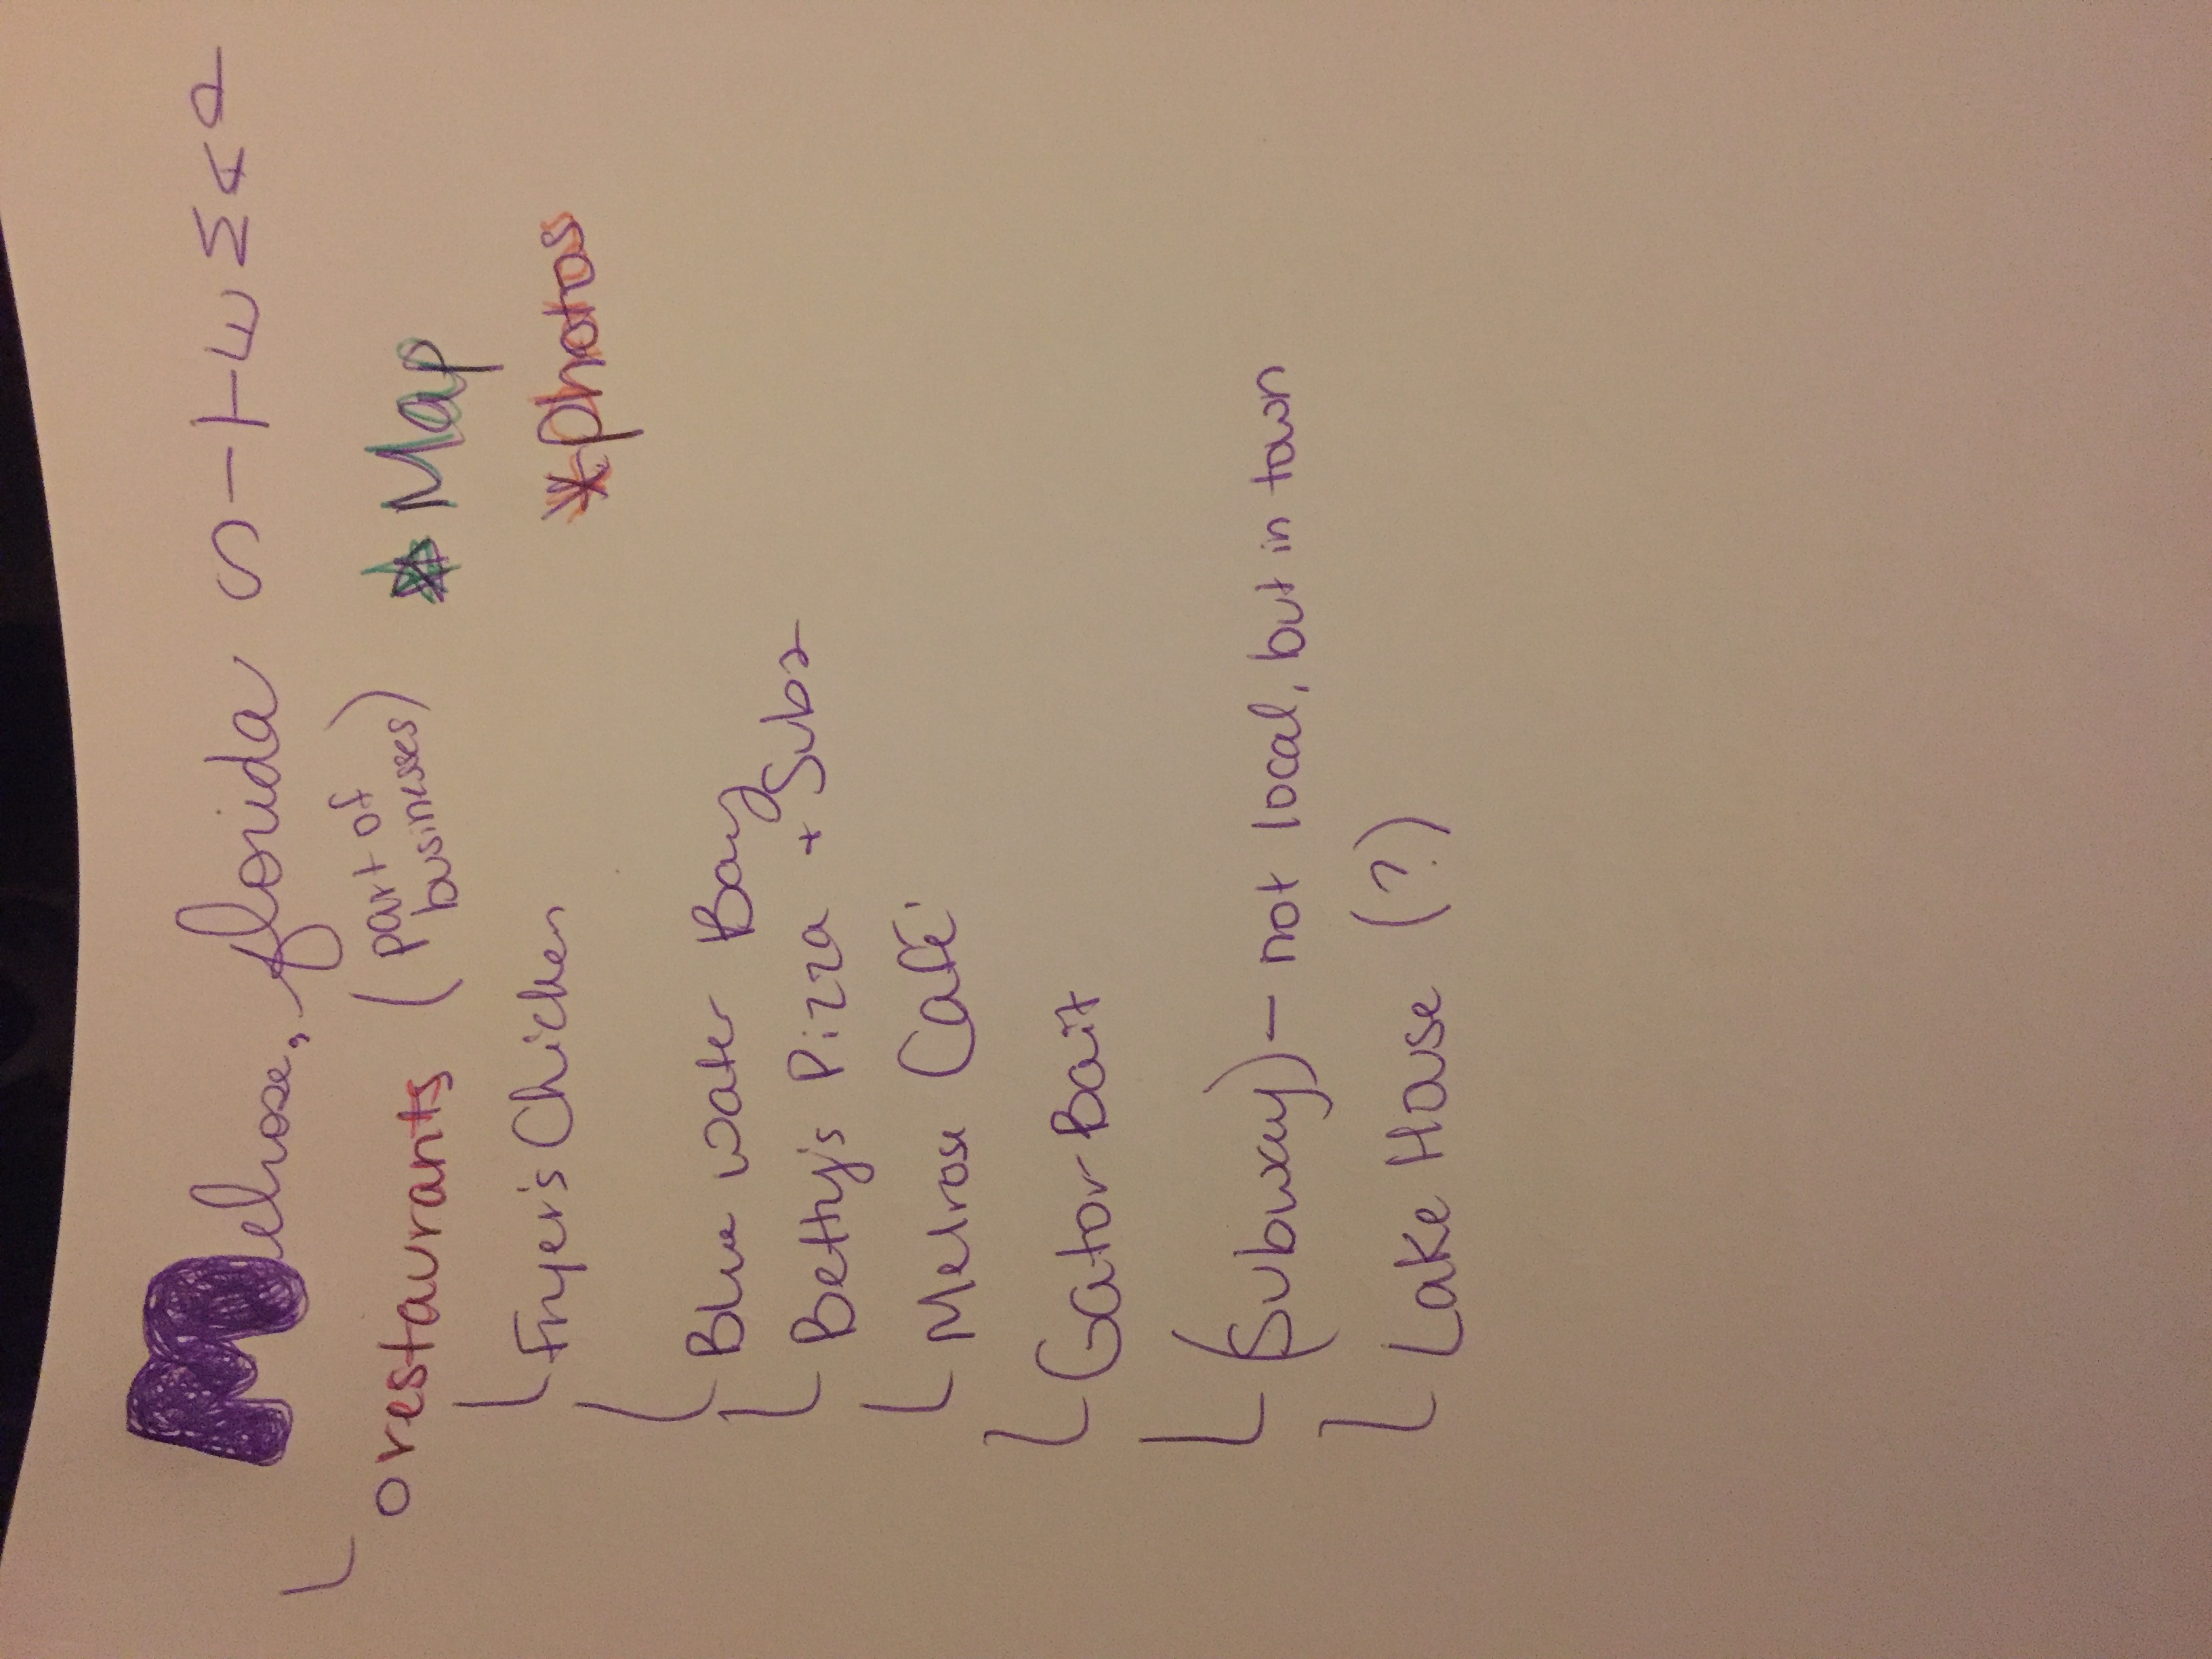 Melrose, florida SITEMAP
restaurants (part of businesses)
* Map
* photos
Fryer's Chicken
Blue Water Bay
Betty's Pizza + Subs
Melrose Café
Gator Bait
(Subway) - not local, but in town
Lake House (?)